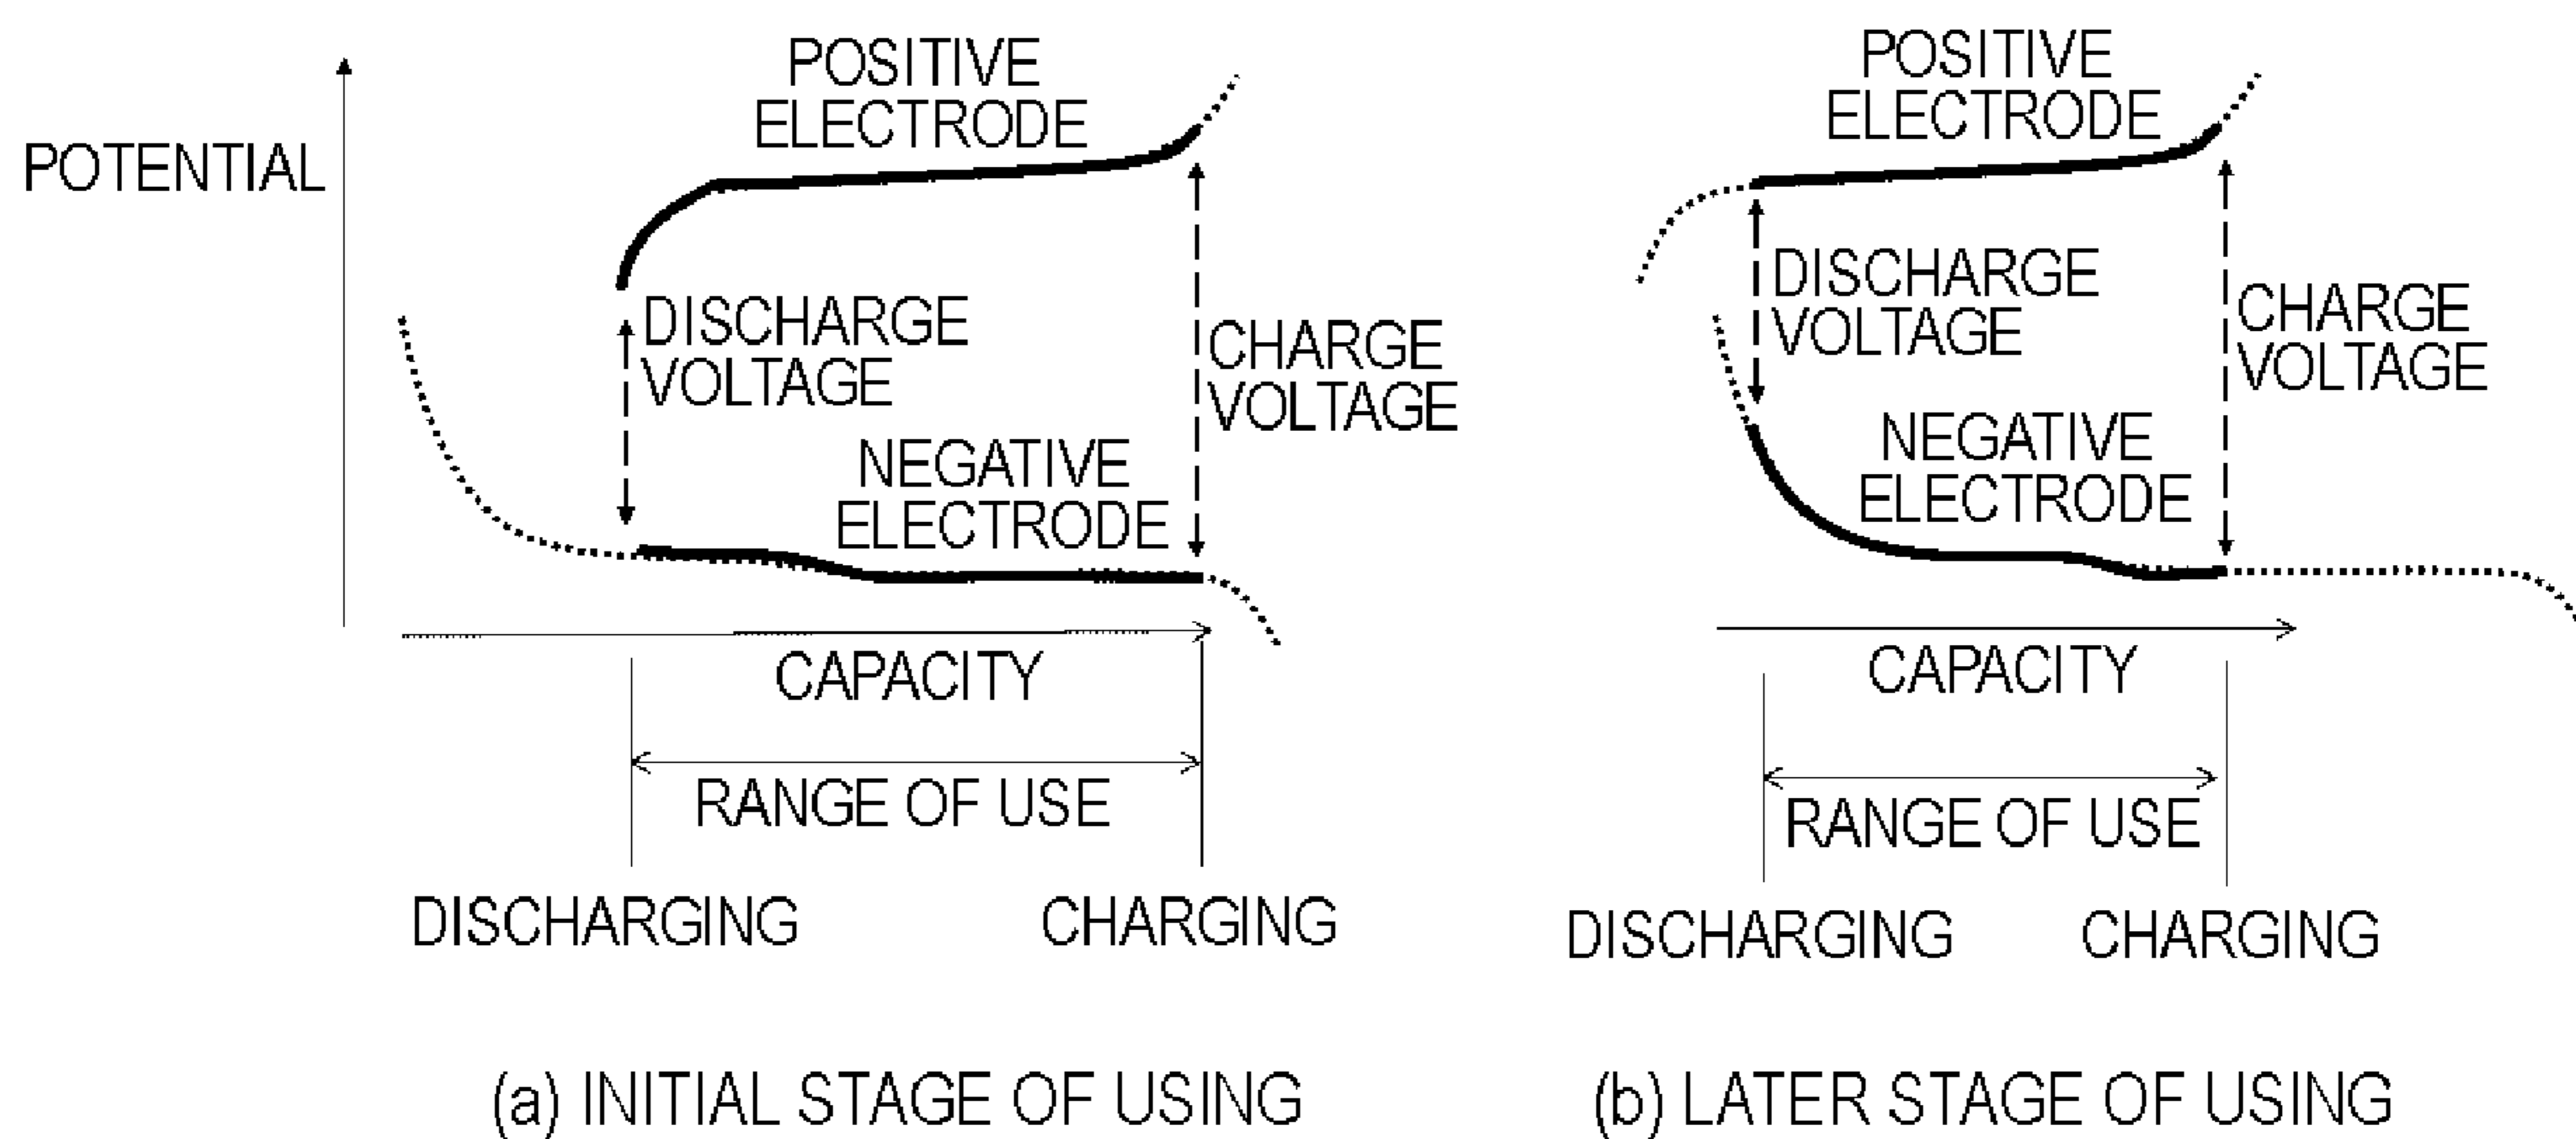 POTENTIAL
POSITIVE
ELECTRODE
DISCHARGE
VOLTAGE
CHARGE
VOLTAGE
NEGATIVE
ELECTRODE
CAPACITY
RANGE OF USE
DISCHARGING
CHARGING
(a) INITIAL STAGE OF USING
POSITIVE
ELECTRODE
DISCHARGE
VOLTAGE
CHARGE
VOLTAGE
NEGATIVE
ELECTRODE
CAPACITY
RANGE OF USE
DISCHARGING
CHARGING
(b) LATER STAGE OF USING